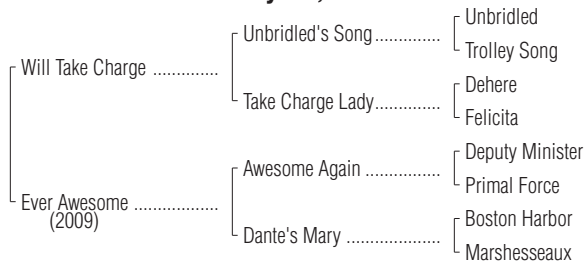 Unbridled
Unbridled's Song...............
Trolley Song
Will Take Charge ..............
Dehere
Take Charge Lady..............
Felicita
Deputy Minister
Awesome Again ................
Primal Force
Ever Awesome ..................
(2009)
Boston Harbor
Dante's Mary ....................
Marshesseaux